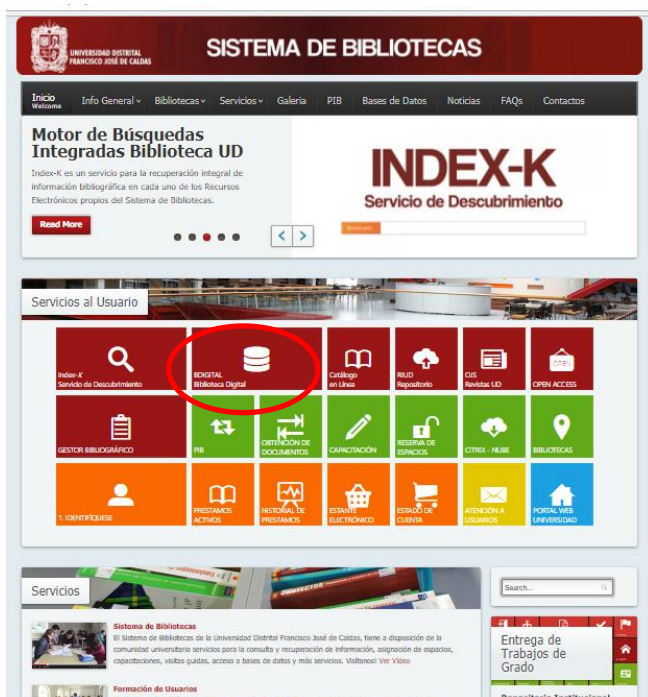 UNIVERSIDAD DISTRITAL
FRANCISCO JOSÉ DE CALDAS
SISTEMA DE BIBLIOTECAS
Inicio
Welcome
Info General
Bibliotecas
Servicios
Galeria
PIB
Bases de Datos
Noticias
FAQs
Contactos
Motor de Búsquedas
Integradas Biblioteca UD
Index-K es un servicio para la recuperación integral de
información bibliográfica en cada uno de los Recursos
Electrónicos propios del Sistema de Bibliotecas.
Read More
INDEX-K
Servicio de Descubrimiento
Servicios al Usuario
Index-K
Servicio de Descubrimiento
BDIGITAL
Biblioteca Digital
Catálogo
en Línea
RIUD
Repositorio
OJS
Revistas UD
OPEN
OPEN ACCESS
GESTOR BIBLIOGRÁFICO
PIB
OBTENCIÓN DE
DOCUMENTOS
CAPACITACIÓN
RESERVA DE
ESPACIOS
CITRIX - NUBE
BIBLIOTECAS
1. IDENTIFÍQUESE
PRESTAMOS
ACTIVOS
HISTORIAL DE
PRESTAMOS
ESTANTE
ELECTRÓNICO
ESTADO DE
CUENTA
ATENCIÓN A
USUARIOS
PORTAL WEB
UNIVERSIDAD
Servicios
Search...
Sistema de Bibliotecas
El Sistema de Bibliotecas de la Universidad Distrital Francisco José de Caldas, tiene a disposición de la
comunidad universitaria servicios para la consulta y recuperación de información, asignación de espacios,
capacitaciones, visitas guidas, acceso a bases de datos y más servicios. Visítanos! Ver Video
Formación de Usuarios
Entrega de
Trabajos de
Grado
Repositorio Institucional